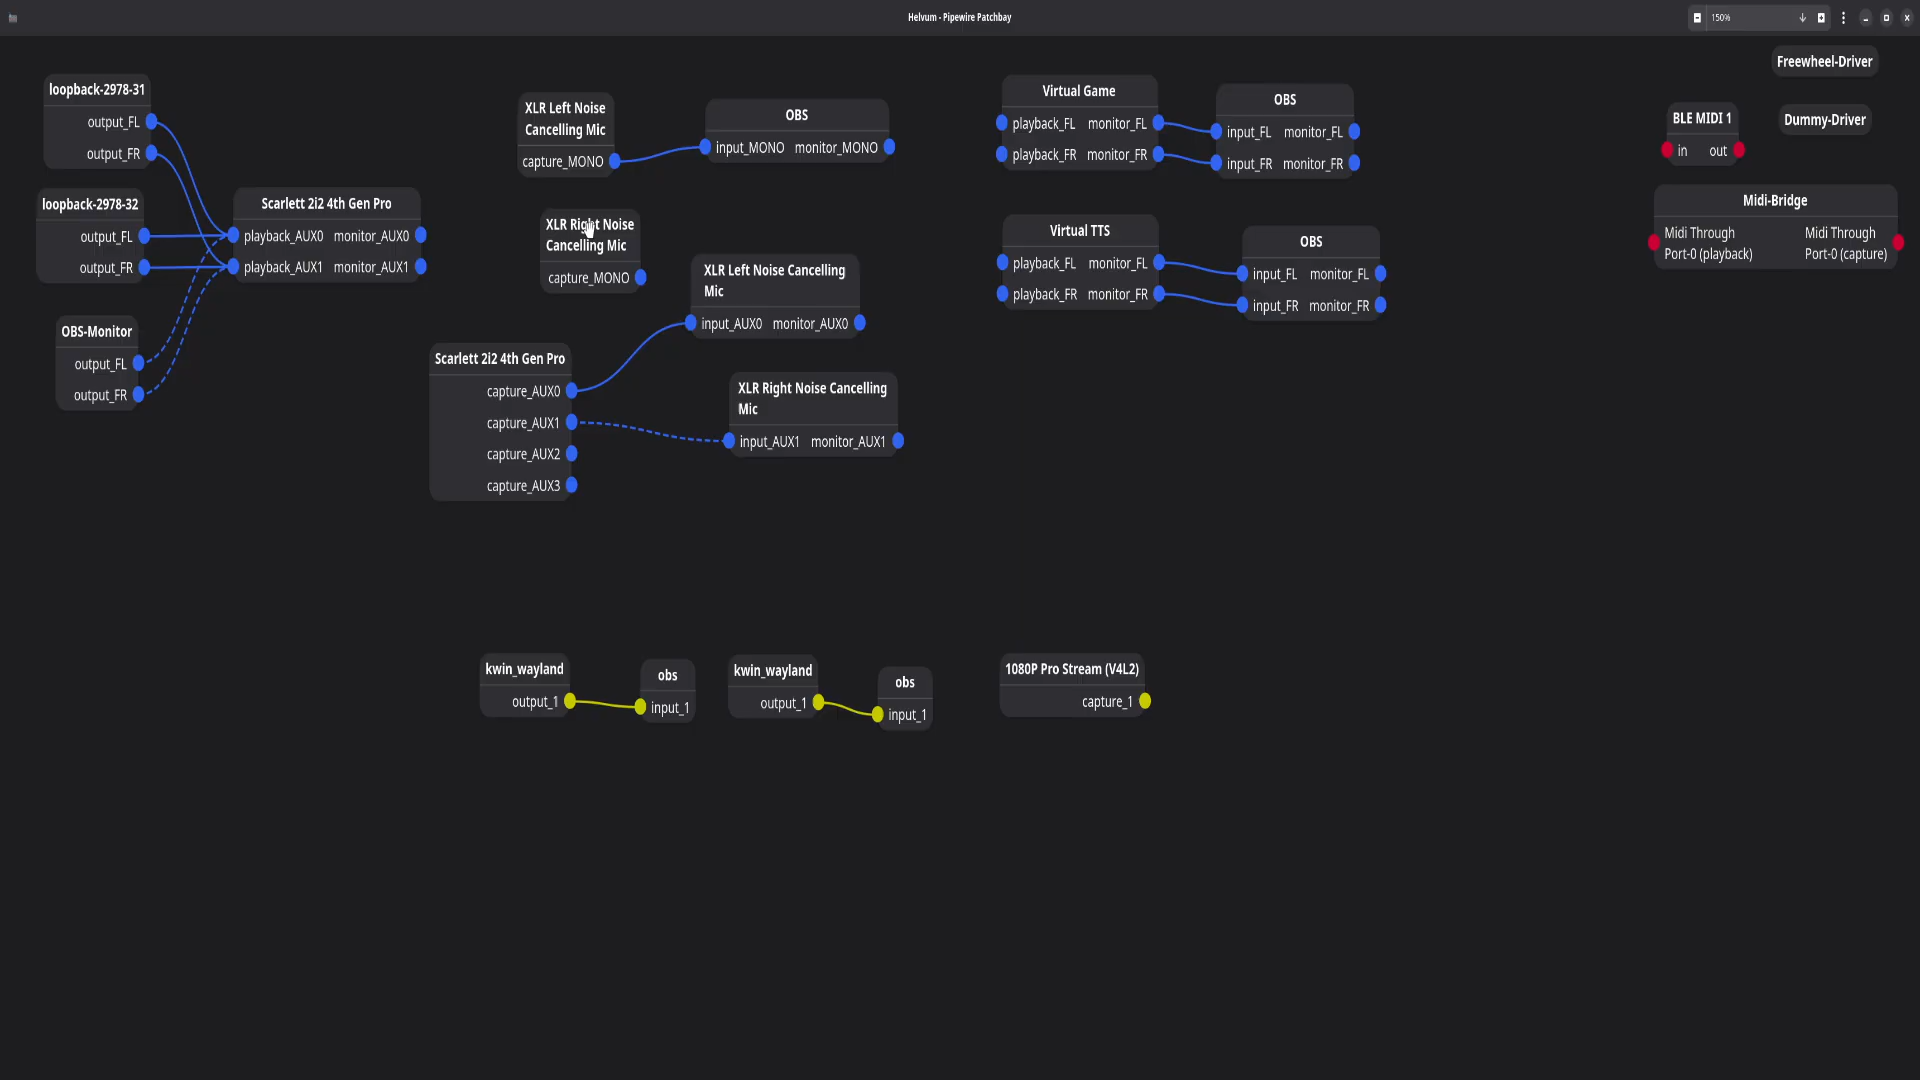 Helvum - Pipewire Patchbay
150%
loopback-2978-31
output_FL
output_FR
loopback-2978-32
output_FL
output_FR
OBS-Monitor
output_FL
output_FR
Scarlett 2i2 4th Gen Pro
playback_AUX0 monitor_AUX0
playback_AUX1 monitor_AUX1
XLR Left Noise
Cancelling Mic
capture_MONO
OBS
input_MONO monitor_MONO
XLR Right Noise
Cancelling Mic
capture_MONO
XLR Left Noise Cancelling
Mic
input_AUX0 monitor_AUX0
Scarlett 2i2 4th Gen Pro
capture_AUX0
capture_AUX1
capture_AUX2
capture_AUX3
XLR Right Noise Cancelling
Mic
input_AUX1 monitor_AUX1
Virtual Game
playback_FL monitor_FL
playback_FR monitor_FR
OBS
input_FL monitor_FL
input_FR monitor_FR
Virtual TTS
playback_FL monitor_FL
playback_FR monitor_FR
OBS
input_FL monitor_FL
input_FR monitor_FR
Freewheel-Driver
BLE MIDI 1
in out
Dummy-Driver
Midi-Bridge
Midi Through
Port-0 (playback)
Midi Through
Port-0 (capture)
kwin_wayland
output_1
obs
input_1
kwin_wayland
output_1
obs
input_1
1080P Pro Stream (V4L2)
capture_1